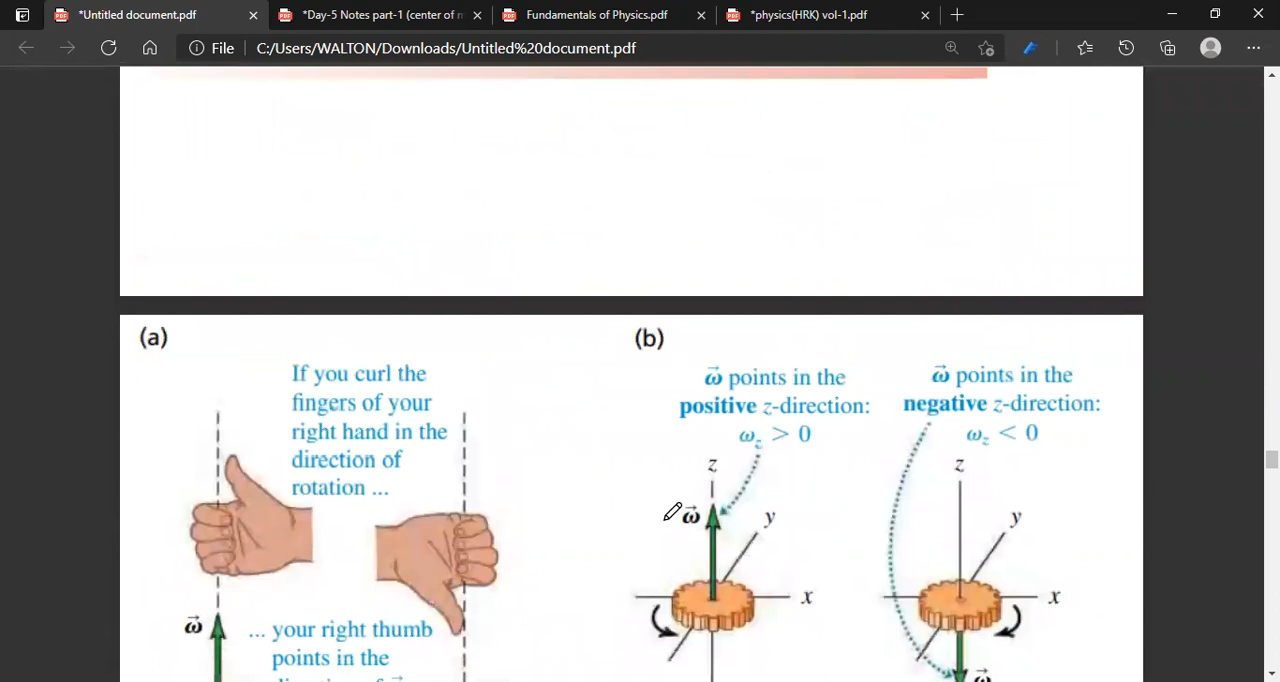 *Untitled document.pdf
*Day-5 Notes part-1 (center of m
Fundamentals of Physics.pdf
*physics(HRK) vol-1.pdf
File
C:/Users/WALTON/Downloads/Untitled%20document.pdf
(a)
If you curl the
fingers of your
right hand in the
direction of
rotation ...
ω⃗
... your right thumb
points in the
(b)
ω⃗ points in the
positive z-direction:
ω_z > 0
z
ω⃗
y
x
ω⃗ points in the
negative z-direction:
ω_z < 0
z
y
x
ω⃗